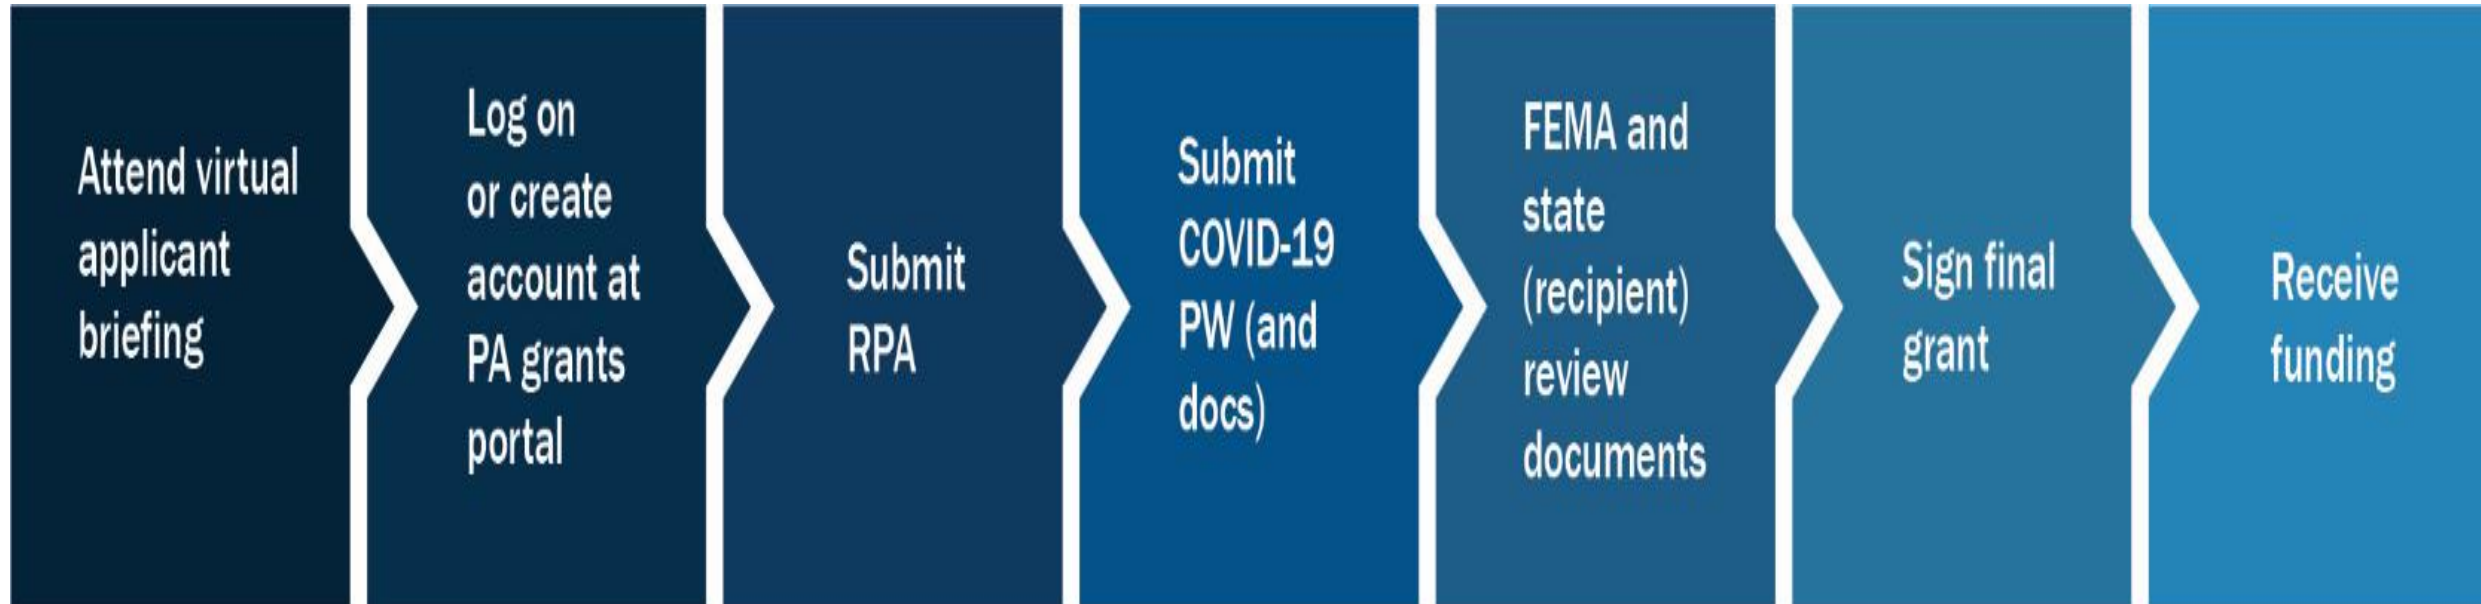 Attend virtual
applicant
briefing
Log on
or create
account at
PA grants
portal
Submit
RPA
Submit
COVID-19
PW (and
docs)
FEMA and
state
(recipient)
review
documents
Sign final
grant
Receive
funding